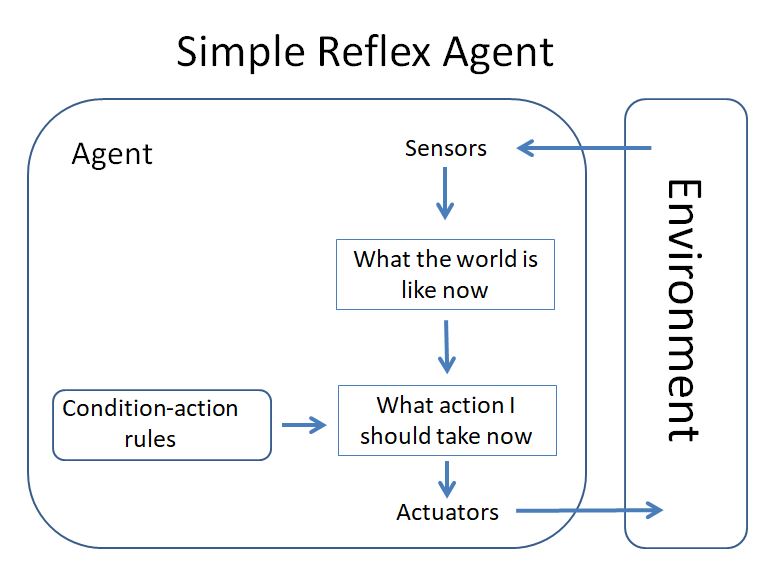 Simple Reflex Agent
Agent
Sensors
What the world is
like now
Condition-action
rules
What action I
should take now
Actuators
Environment